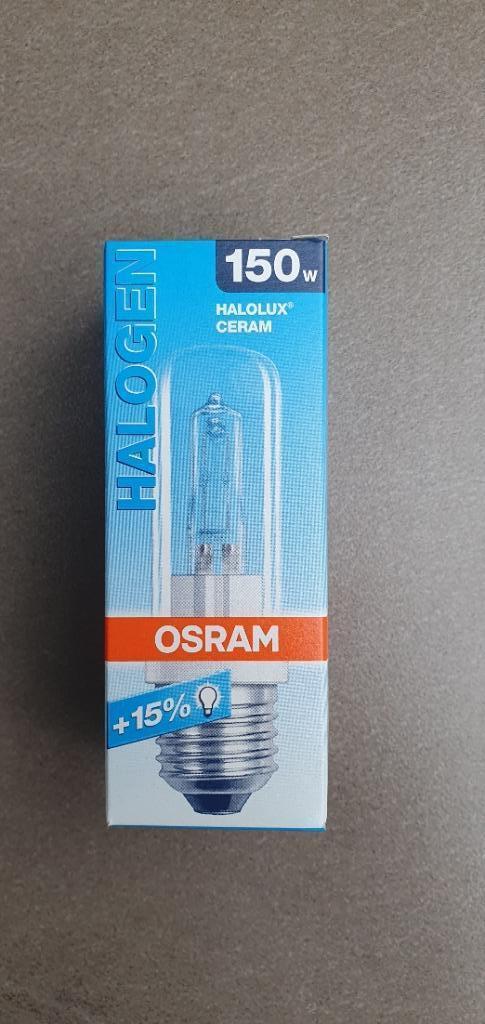 HALOGEN
150W
HALOLUX®
CERAM
OSRAM
+15%